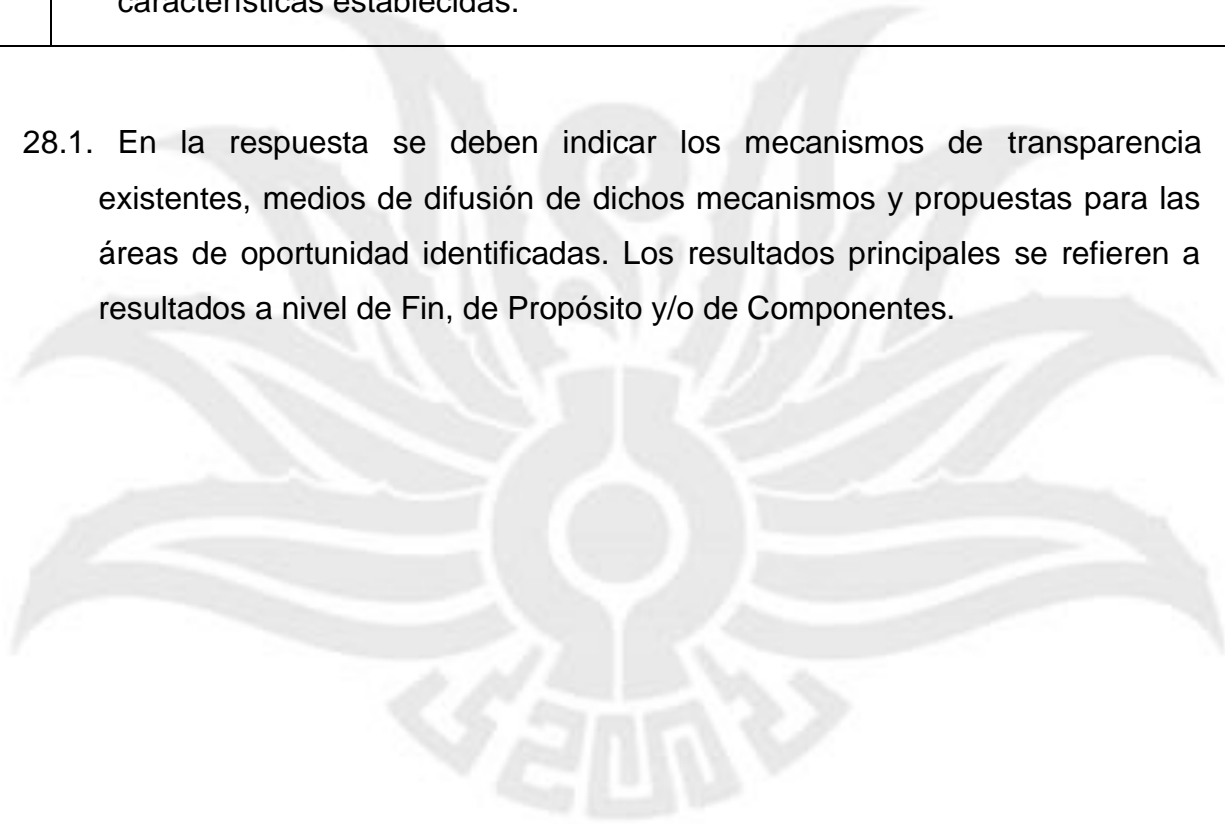 características establecidas.
28.1. En la respuesta se deben indicar los mecanismos de transparencia
existentes, medios de difusión de dichos mecanismos y propuestas para las
áreas de oportunidad identificadas. Los resultados principales se refieren a
resultados a nivel de Fin, de Propósito y/o de Componentes.